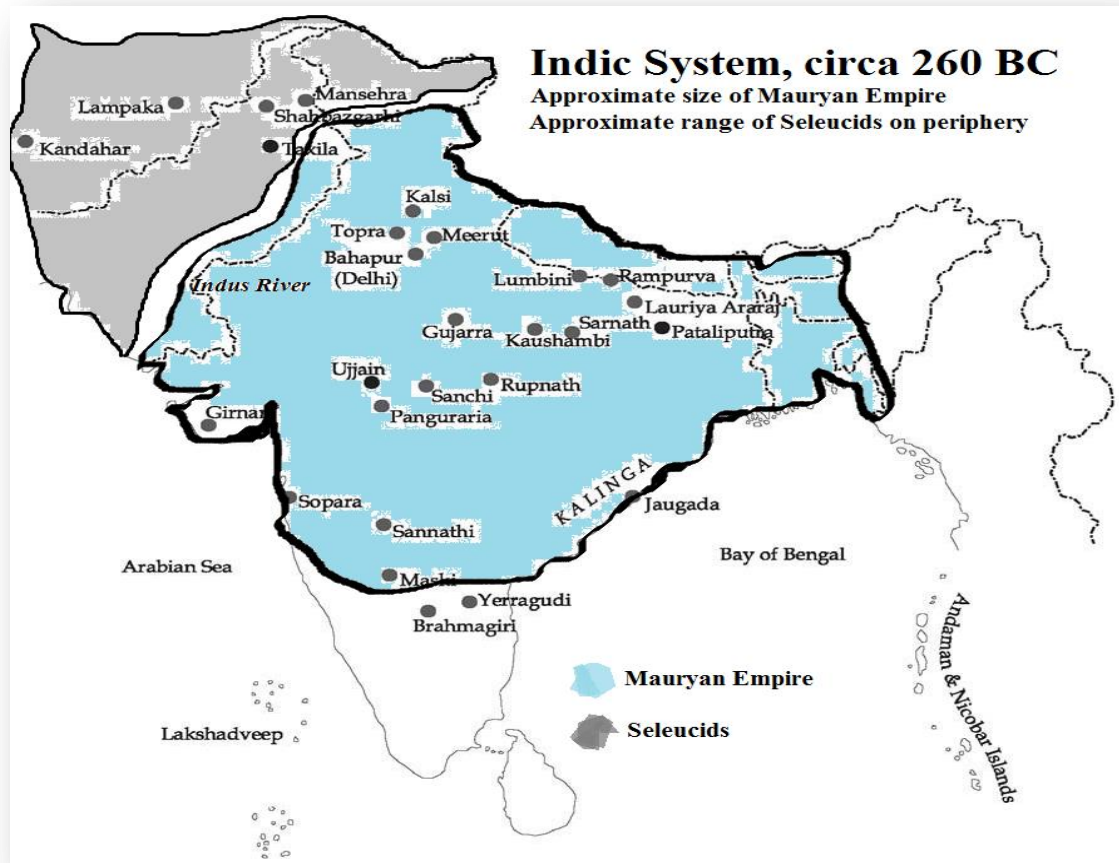 Indic System, circa 260 BC
Approximate size of Mauryan Empire
Approximate range of Seleucids on periphery
Mansehra
Lampaka
Shahbazgarhi
Kandahar
Taxila
Kalsi
Topra
Meerut
Bahapur
(Delhi)
Indus River
Lumbini
Rampurva
Lauriya Araraj
Gujarra
Sarnath
Kaushambi
Pataliputra
Ujjain
Sanchi
Rupnath
Panguraria
Girnar
KALINGA
Sopara
Jaugada
Sannathi
Bay of Bengal
Arabian Sea
Maski
Yerragudi
Brahmagiri
Andaman & Nicobar Islands
Mauryan Empire
Seleucids
Lakshadveep